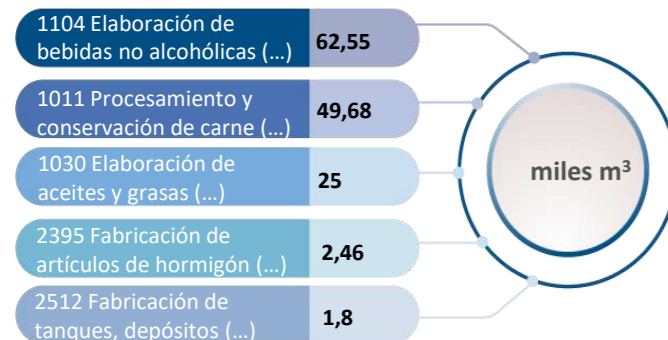 1104 Elaboración de
bebidas no alcohólicas (…)
62,55
1011 Procesamiento y
conservación de carne (…)
49,68
1030 Elaboración de
aceites y grasas (…)
25
2395 Fabricación de
artículos de hormigón (…)
2,46
2512 Fabricación de
tanques, depósitos (…)
1,8
miles m³